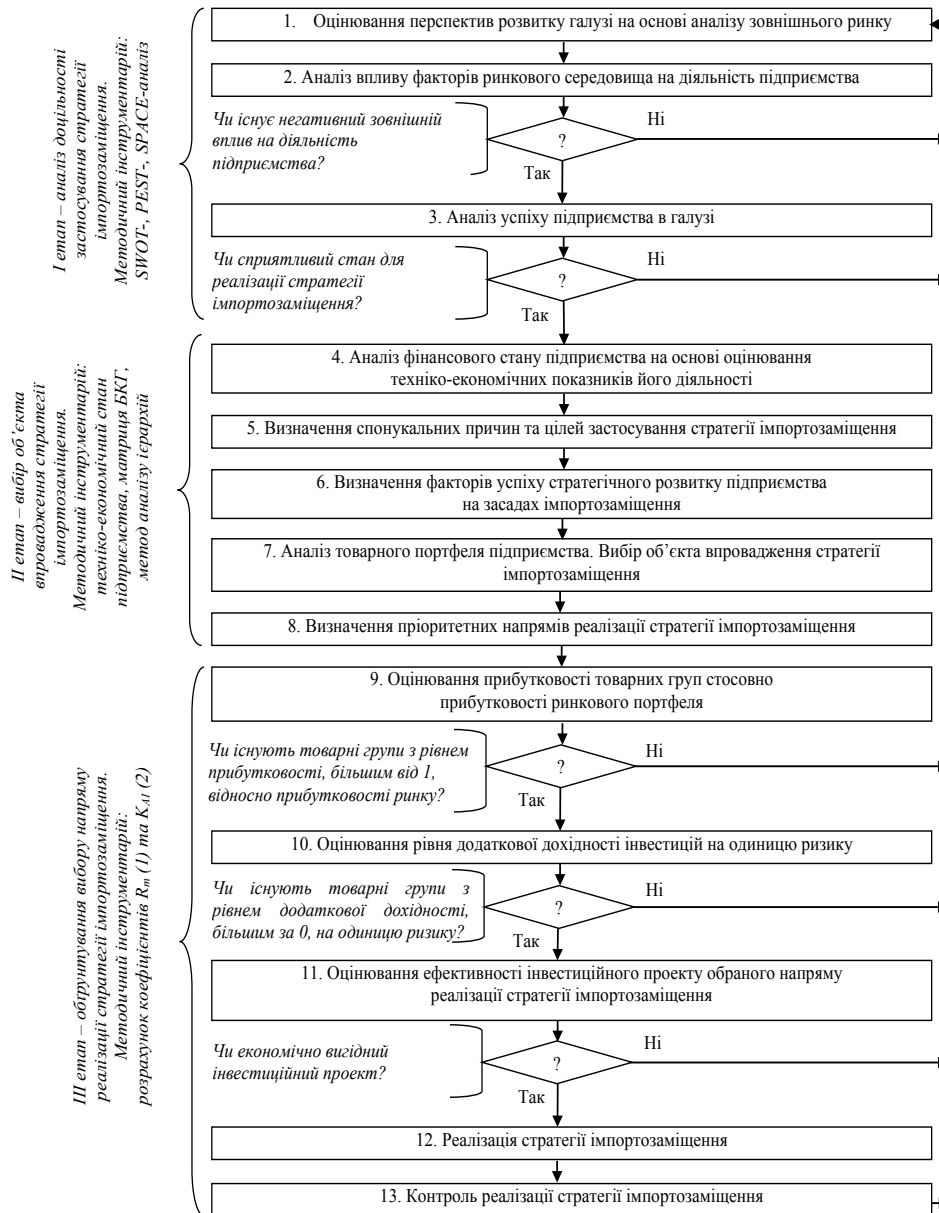 I етап – аналіз доцільності
застосування стратегії
імпортозаміщення.
Методичний інструментарій:
SWOT-, PEST-, SPACE-аналіз
1. Оцінювання перспектив розвитку галузі на основі аналізу зовнішнього ринку
2. Аналіз впливу факторів ринкового середовища на діяльність підприємства
Чи існує негативний зовнішній
вплив на діяльність
підприємства?
?
Ні
Так
3. Аналіз успіху підприємства в галузі
Чи сприятливий стан для
реалізації стратегії
імпортозаміщення?
?
Ні
Так
II етап – вибір об’єкта
впровадження стратегії
імпортозаміщення.
Методичний інструментарій:
техніко-економічний стан
підприємства, матриця БКГ,
метод аналізу ієрархій
4. Аналіз фінансового стану підприємства на основі оцінювання
техніко-економічних показників його діяльності
5. Визначення спонукальних причин та цілей застосування стратегії імпортозаміщення
6. Визначення факторів успіху стратегічного розвитку підприємства
на засадах імпортозаміщення
7. Аналіз товарного портфеля підприємства. Вибір об’єкта впровадження стратегії
імпортозаміщення
8. Визначення пріоритетних напрямів реалізації стратегії імпортозаміщення
III етап – обґрунтування вибору напряму
реалізації стратегії імпортозаміщення.
Методичний інструментарій:
розрахунок коефіцієнтів Rm (1) та KA1 (2)
9. Оцінювання прибутковості товарних груп стосовно
прибутковості ринкового портфеля
Чи існують товарні групи з рівнем
прибутковості, більшим від 1,
відносно прибутковості ринку?
?
Ні
Так
10. Оцінювання рівня додаткової дохідності інвестицій на одиницю ризику
Чи існують товарні групи з
рівнем додаткової дохідності,
більшим за 0, на одиницю ризику?
?
Ні
Так
11. Оцінювання ефективності інвестиційного проекту обраного напряму
реалізації стратегії імпортозаміщення
Чи економічно вигідний
інвестиційний проект?
?
Ні
Так
12. Реалізація стратегії імпортозаміщення
13. Контроль реалізації стратегії імпортозаміщення